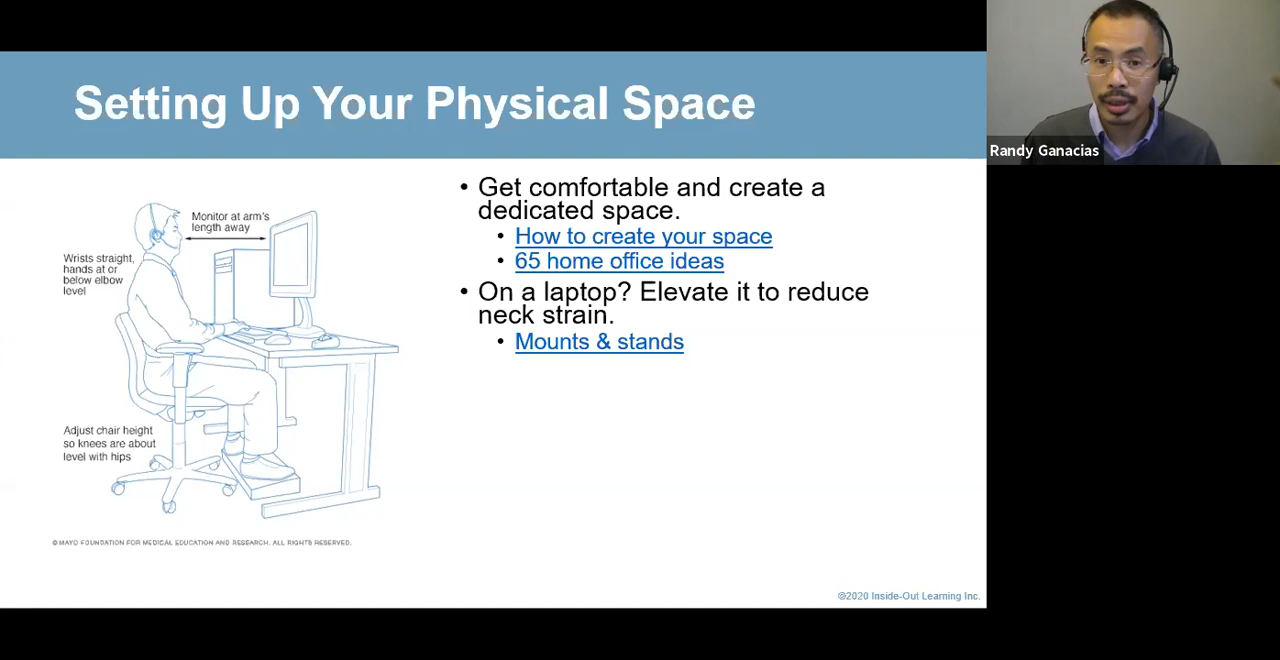 Setting Up Your Physical Space
Randy Ganacias
Monitor at arm's
length away
Wrists straight,
hands at or
below elbow
level
Adjust chair height
so knees are about
level with hips
© MAYO FOUNDATION FOR MEDICAL EDUCATION AND RESEARCH. ALL RIGHTS RESERVED.
• Get comfortable and create a
dedicated space.
• How to create your space
• 65 home office ideas
• On a laptop? Elevate it to reduce
neck strain.
• Mounts & stands
©2020 Inside-Out Learning Inc.